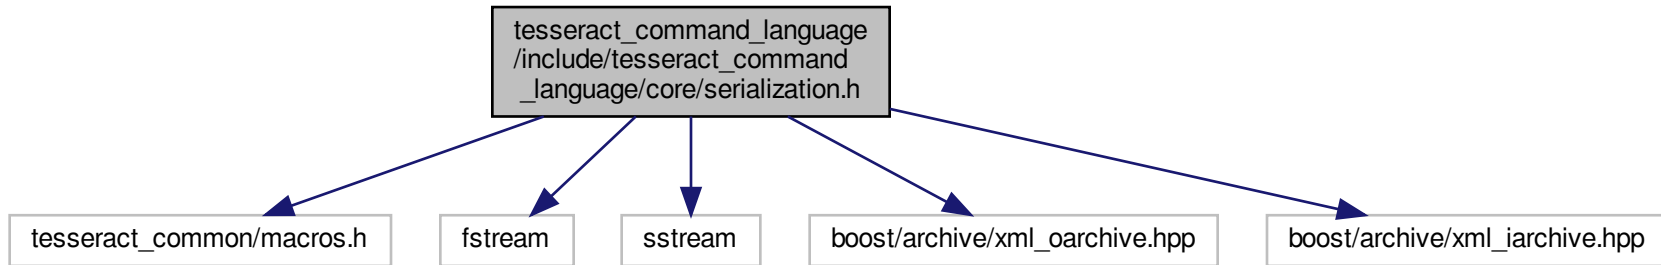 tesseract_command_language
/include/tesseract_command
_language/core/serialization.h
tesseract_common/macros.h
fstream
sstream
boost/archive/xml_oarchive.hpp
boost/archive/xml_iarchive.hpp